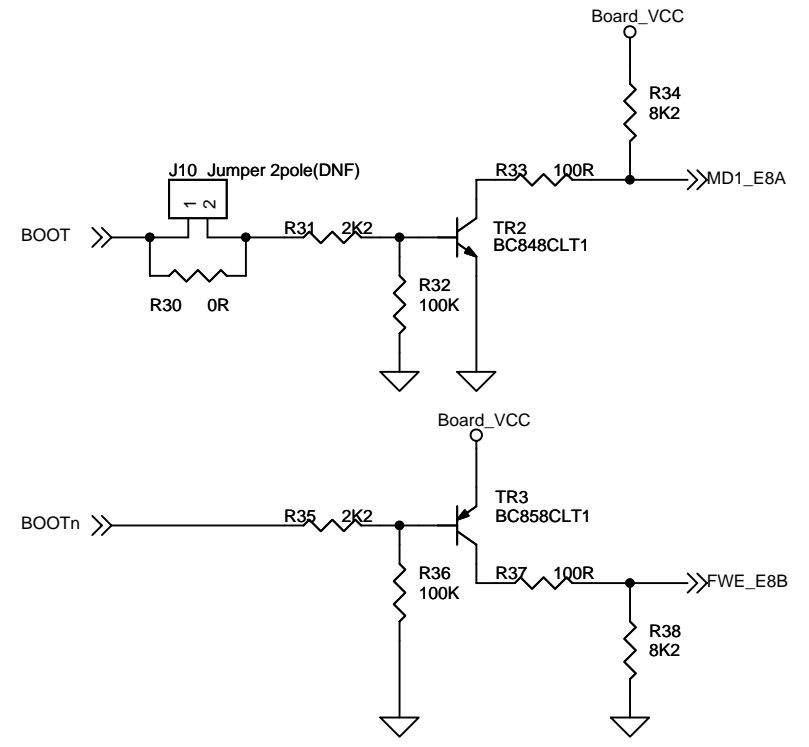 Board_VCC
R34
8K2
J10 Jumper 2pole(DNF)
1 2
R33 100R
MD1_E8A
BOOT
R31 2K2
TR2
BC848CLT1
R30 0R
R32
100K
Board_VCC
TR3
BC858CLT1
BOOTn
R35 2K2
R36
100K
R37 100R
FWE_E8B
R38
8K2